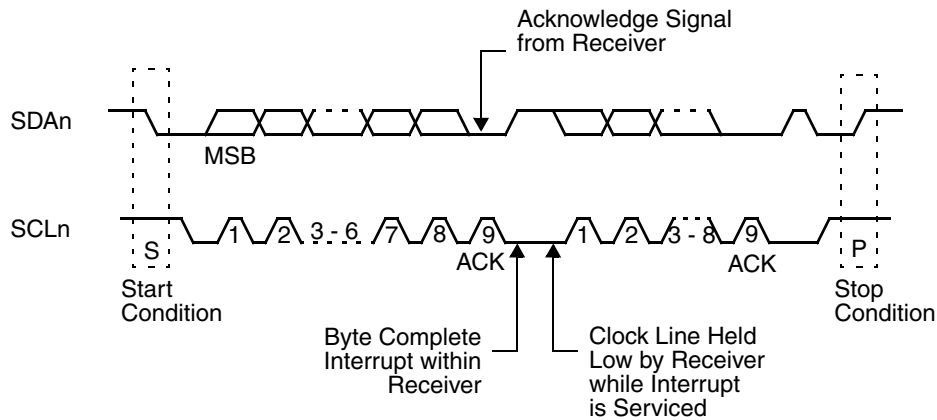 Acknowledge Signal
from Receiver
SDAn
MSB
SCLn
S
1
2
3 - 6
7
8
9
1
2
3 - 8
9
P
ACK
ACK
Start
Condition
Stop
Condition
Byte Complete
Interrupt within
Receiver
Clock Line Held
Low by Receiver
while Interrupt
is Serviced